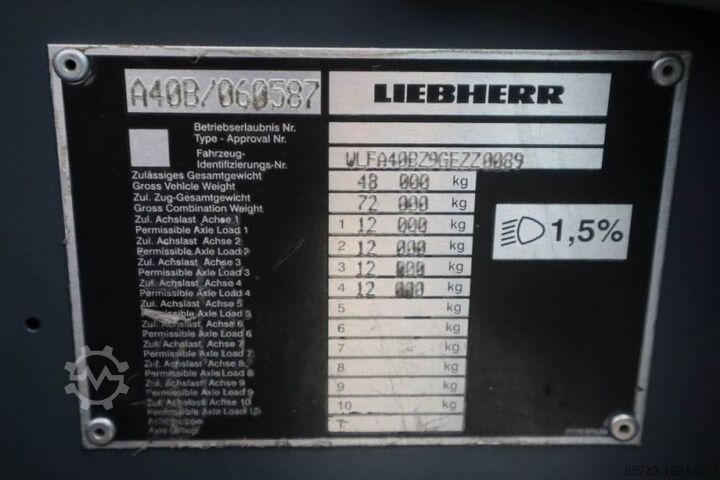 A40B/060587
LIEBHERR
Betriebserlaubnis Nr.
Type - Approval Nr.
Fahrzeug-
Identifizierungs-Nr.
WLFA40BZ9GEZZ0089
Zulässiges Gesamtgewicht
Gross Vehicle Weight
48 000 kg
Zul. Zug-Gesamtgewicht
Gross Combination Weight
72 000 kg
Zul. Achslast Achse 1
Permissible Axle Load 1
1 12 000 kg
Zul. Achslast Achse 2
Permissible Axle Load 2
2 12 000 kg
Zul. Achslast Achse 3
Permissible Axle Load 3
3 12 000 kg
Zul. Achslast Achse 4
Permissible Axle Load 4
4 12 000 kg
Zul. Achslast Achse 5
Permissible Axle Load 5
5 kg
Zul. Achslast Achse 6
Permissible Axle Load 6
6 kg
Zul. Achslast Achse 7
Permissible Axle Load 7
7 kg
Zul. Achslast Achse 8
Permissible Axle Load 8
8 kg
Zul. Achslast Achse 9
Permissible Axle Load 9
9 kg
Zul. Achslast Achse 10
Permissible Axle Load 10
10 kg
T-
1,5%